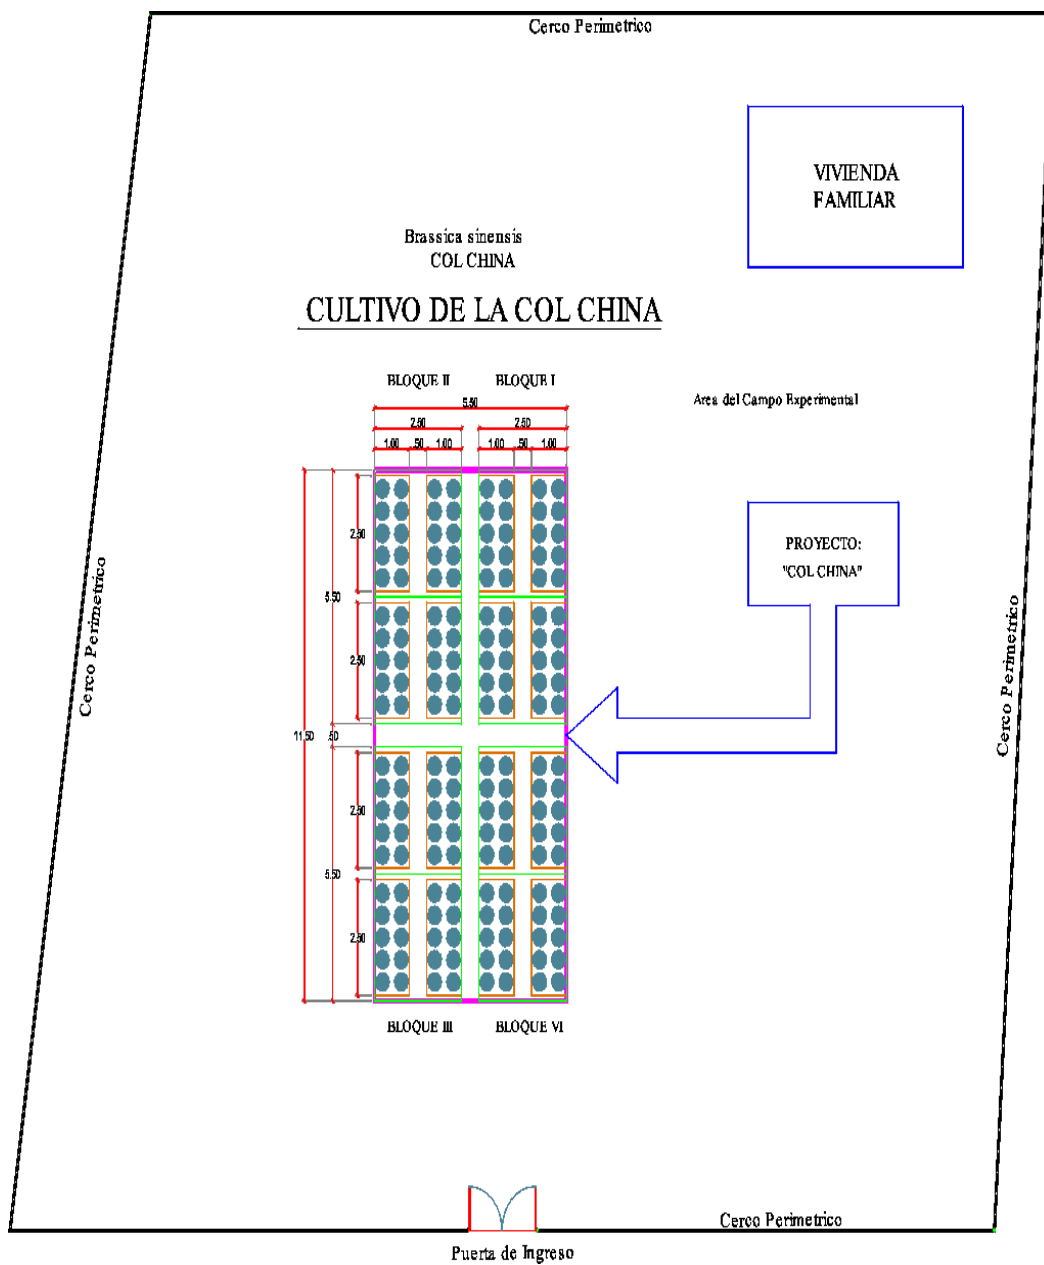 Cerco Perimetrico
VIVIENDA
FAMILIAR
Brassica sinensis
COL CHINA
CULTIVO DE LA COL CHINA
BLOQUE II
BLOQUE I
Area del Campo Experimental
5.50
2.50
2.50
1.00
.50
1.00
1.00
.50
1.00
PROYECTO:
"COL CHINA"
2.50
5.50
2.50
11.50
.50
2.50
5.50
2.50
Cerco Perimetrico
Cerco Perimetrico
BLOQUE III
BLOQUE VI
Cerco Perimetrico
Puerta de Ingreso